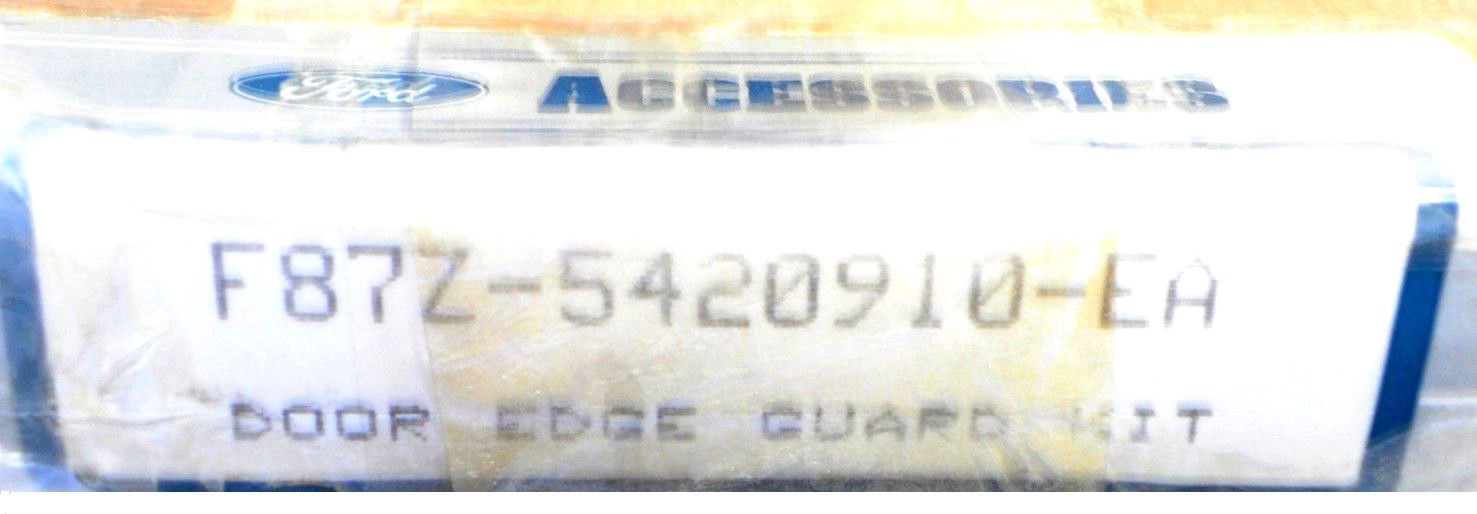 Ford ACCESSORIES
F87Z-5420910-EA
DOOR EDGE GUARD KIT